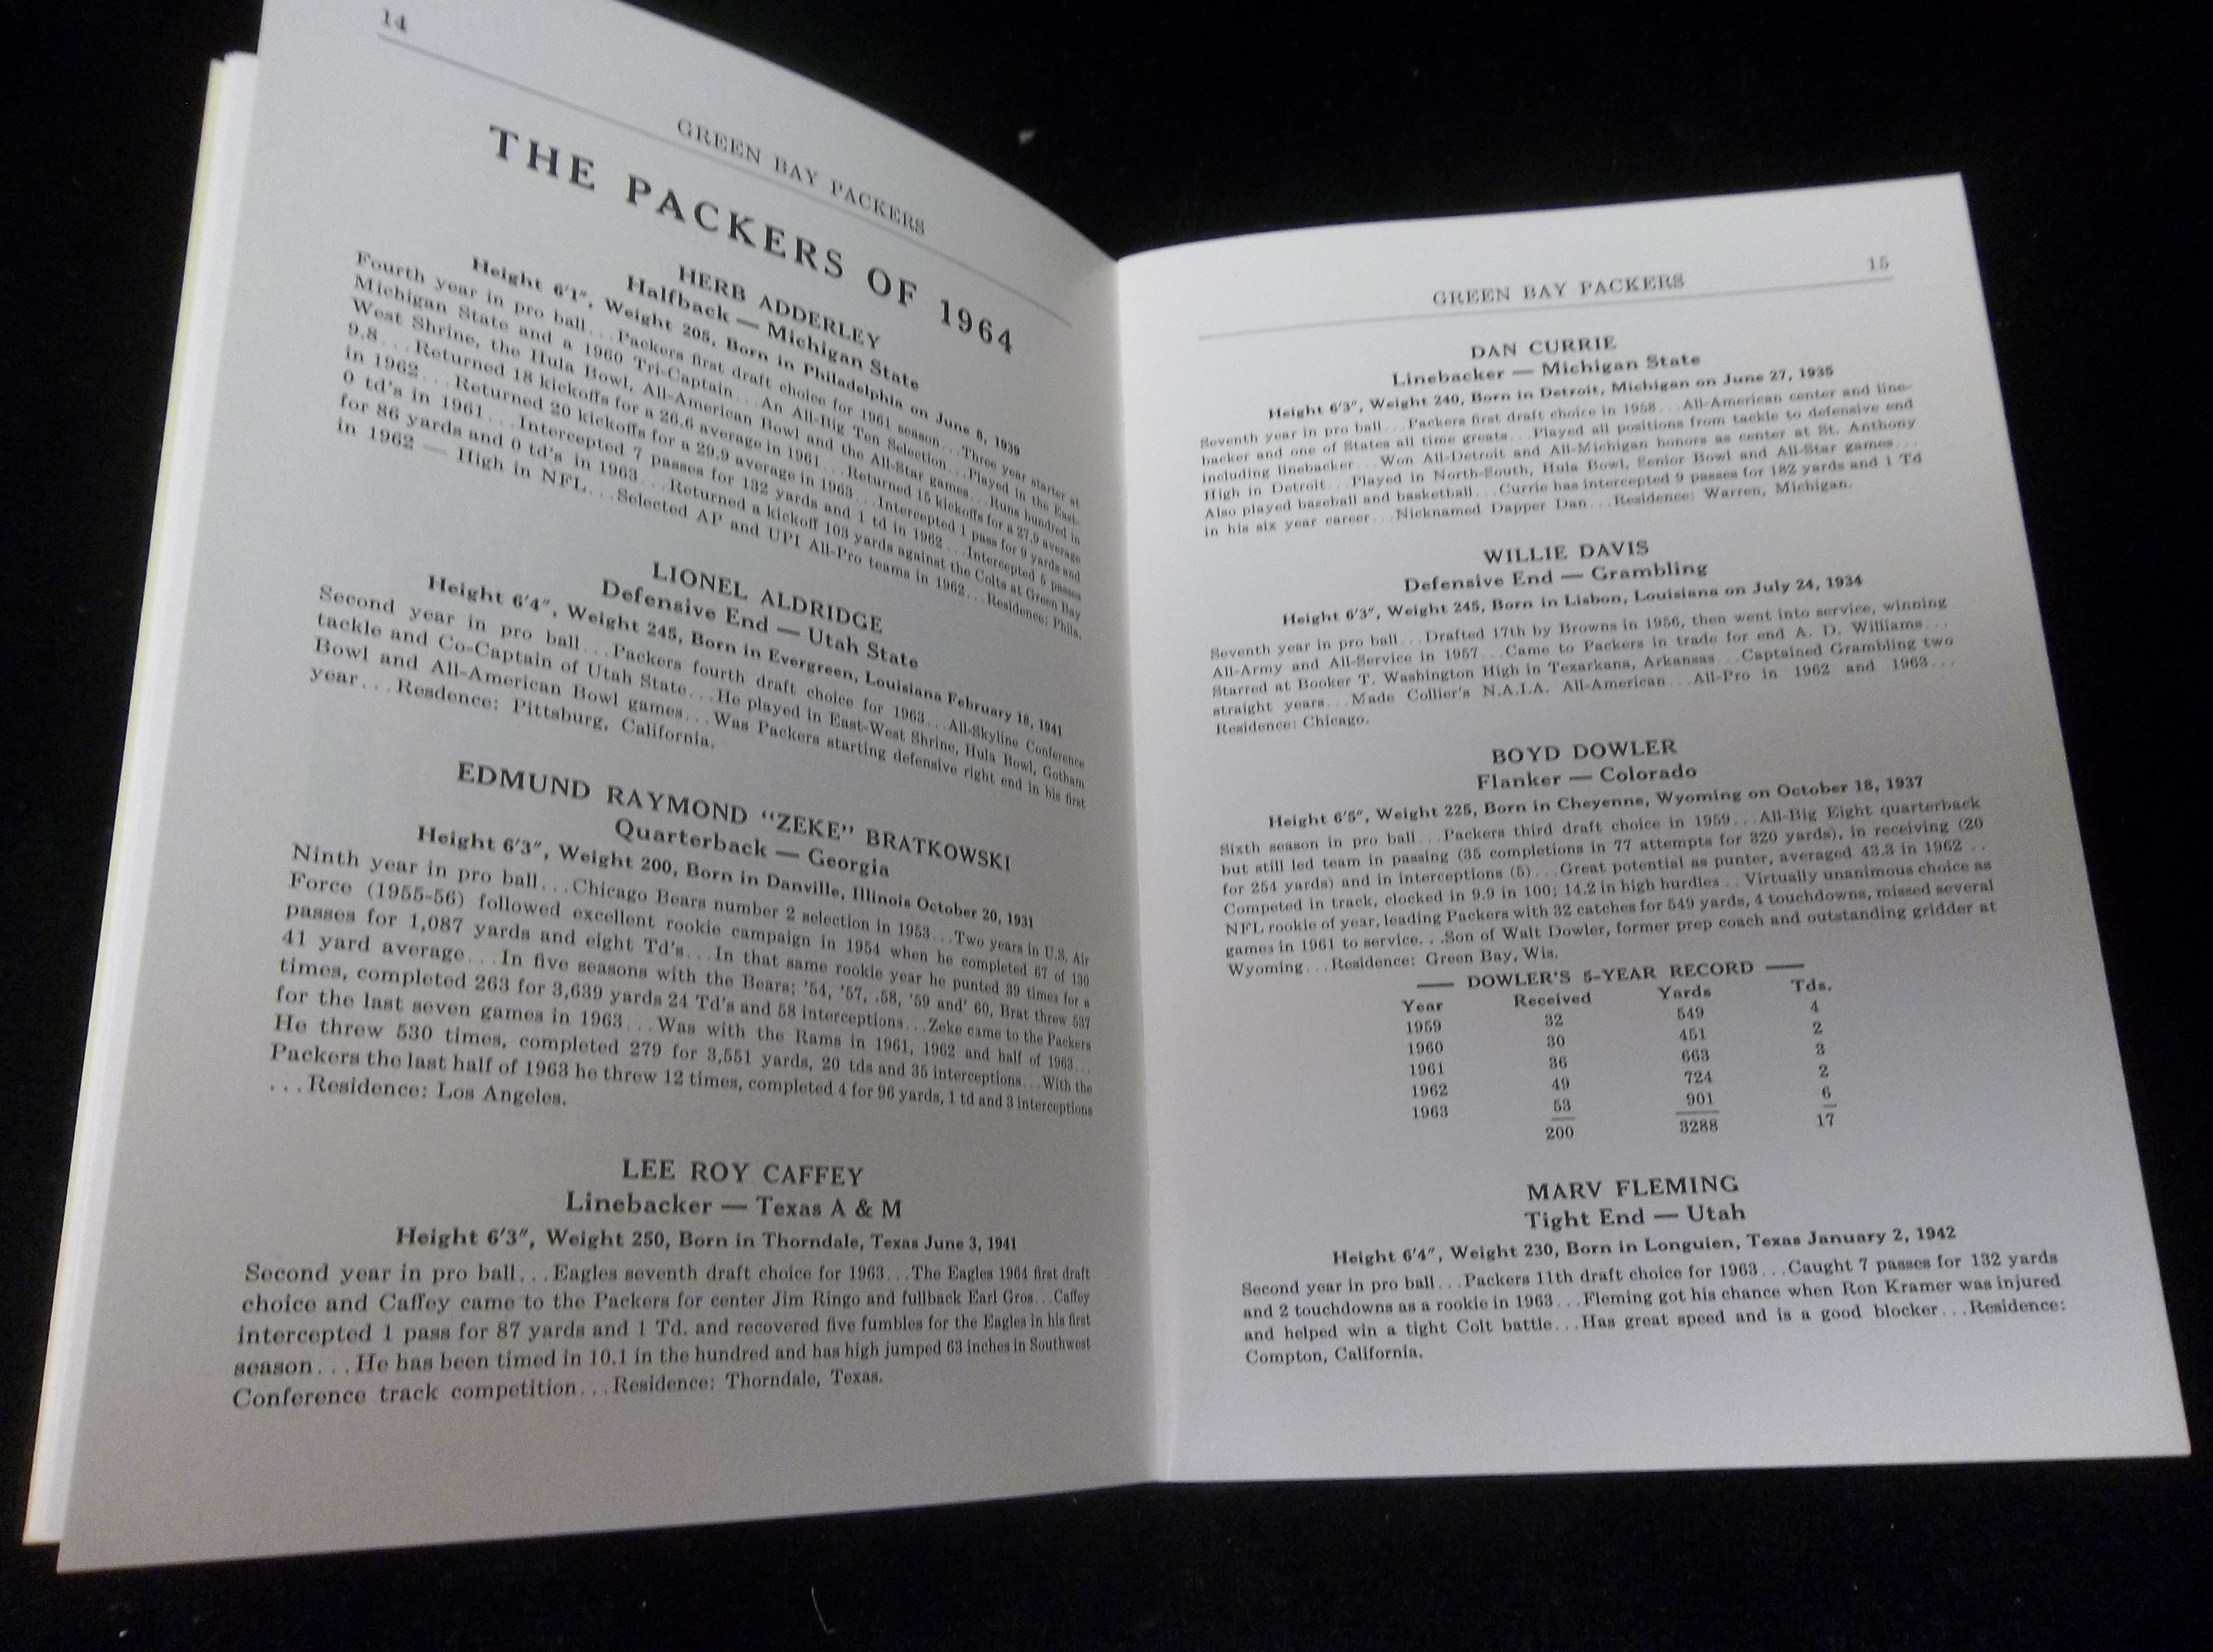 14
GREEN BAY PACKERS
THE PACKERS OF 1964
HERB ADDERLEY
Halfback — Michigan State
Height 6'1", Weight 205, Born in Philadelphia on June 8, 1939
Fourth year in pro ball...Packers first draft choice for 1961 season...Three year starter at
Michigan State and a 1960 Tri-Captain...An All-Big Ten Selection...Played in the East-
West Shrine, the Hula Bowl, All-American Bowl and the All-Star games...Runs hundred in
9.8...Returned 18 kickoffs for a 26.6 average in 1961...Returned 15 kickoffs for a 27.9 average
in 1962...Returned 20 kickoffs for a 29.9 average in 1963...Intercepted 1 pass for 9 yards and
0 td's in 1961...Intercepted 7 passes for 132 yards and 1 td in 1962...Intercepted 5 passes
for 86 yards and 0 td's in 1963...Returned a kickoff 103 yards against the Colts at Green Bay
in 1962 — High in NFL...Selected AP and UPI All-Pro teams in 1962...Residence: Phila.
LIONEL ALDRIDGE
Defensive End — Utah State
Height 6'4", Weight 245, Born in Evergreen, Louisiana February 18, 1941
Second year in pro ball...Packers fourth draft choice for 1963...All-Skyline Conference
tackle and Co-Captain of Utah State...He played in East-West Shrine, Hula Bowl, Gotham
Bowl and All-American Bowl games...Was Packers starting defensive right end in his first
year...Resdence: Pittsburg, California.
EDMUND RAYMOND "ZEKE" BRATKOWSKI
Quarterback — Georgia
Height 6'3", Weight 200, Born in Danville, Illinois October 20, 1931
Ninth year in pro ball...Chicago Bears number 2 selection in 1953...Two years in U.S. Air
Force (1955-56) followed excellent rookie campaign in 1954 when he completed 67 of 130
passes for 1,087 yards and eight Td's...In that same rookie year he punted 39 times for a
41 yard average...In five seasons with the Bears; '54, '57, .58, '59 and' 60, Brat threw 537
times, completed 263 for 3,639 yards 24 Td's and 58 interceptions...Zeke came to the Packers
for the last seven games in 1963...Was with the Rams in 1961, 1962 and half of 1963...
He threw 530 times, completed 279 for 3,551 yards, 20 tds and 35 interceptions...With the
Packers the last half of 1963 he threw 12 times, completed 4 for 96 yards, 1 td and 3 interceptions
...Residence: Los Angeles.
LEE ROY CAFFEY
Linebacker — Texas A & M
Height 6'3", Weight 250, Born in Thorndale, Texas June 3, 1941
Second year in pro ball...Eagles seventh draft choice for 1963...The Eagles 1964 first draft
choice and Caffey came to the Packers for center Jim Ringo and fullback Earl Gros...Caffey
intercepted 1 pass for 87 yards and 1 Td. and recovered five fumbles for the Eagles in his first
season...He has been timed in 10.1 in the hundred and has high jumped 63 inches in Southwest
Conference track competition...Residence: Thorndale, Texas.
15
GREEN BAY PACKERS
DAN CURRIE
Linebacker — Michigan State
Height 6'3", Weight 240, Born in Detroit, Michigan on June 27, 1935
Seventh year in pro ball...Packers first draft choice in 1958...All-American center and line-
backer and one of States all time greats...Played all positions from tackle to defensive end
including linebacker...Won All-Detroit and All-Michigan honors as center at St. Anthony
High in Detroit...Played in North-South, Hula Bowl, Senior Bowl and All-Star games...
Also played baseball and basketball...Currie has intercepted 9 passes for 182 yards and 1 Td
in his six year career...Nicknamed Dapper Dan...Residence: Warren, Michigan.
WILLIE DAVIS
Defensive End — Grambling
Height 6'3", Weight 245, Born in Lisbon, Louisiana on July 24, 1934
Seventh year in pro ball...Drafted 17th by Browns in 1956, then went into service, winning
All-Army and All-Service in 1957...Came to Packers in trade for end A. D. Williams...
Starred at Booker T. Washington High in Texarkana, Arkansas...Captained Grambling two
straight years...Made Collier's N.A.I.A. All-American...All-Pro in 1962 and 1963...
Residence: Chicago.
BOYD DOWLER
Flanker — Colorado
Height 6'5", Weight 225, Born in Cheyenne, Wyoming on October 18, 1937
Sixth season in pro ball...Packers third draft choice in 1959...All-Big Eight quarterback
but still led team in passing (35 completions in 77 attempts for 320 yards), in receiving (20
for 254 yards) and in interceptions (5)...Great potential as punter, averaged 43.3 in 1962 ..
Competed in track, clocked in 9.9 in 100; 14.2 in high hurdles .. Virtually unanimous choice as
NFL rookie of year, leading Packers with 32 catches for 549 yards, 4 touchdowns, missed several
games in 1961 to service...Son of Walt Dowler, former prep coach and outstanding gridder at
Wyoming...Residence: Green Bay, Wis.
— DOWLER'S 5-YEAR RECORD —
Year Received Yards Tds.
1959 32 549 4
1960 30 451 2
1961 36 663 3
1962 49 724 2
1963 53 901 6
200 3288 17
MARV FLEMING
Tight End — Utah
Height 6'4", Weight 230, Born in Longuien, Texas January 2, 1942
Second year in pro ball...Packers 11th draft choice for 1963...Caught 7 passes for 132 yards
and 2 touchdowns as a rookie in 1963...Fleming got his chance when Ron Kramer was injured
and helped win a tight Colt battle...Has great speed and is a good blocker...Residence:
Compton, California.